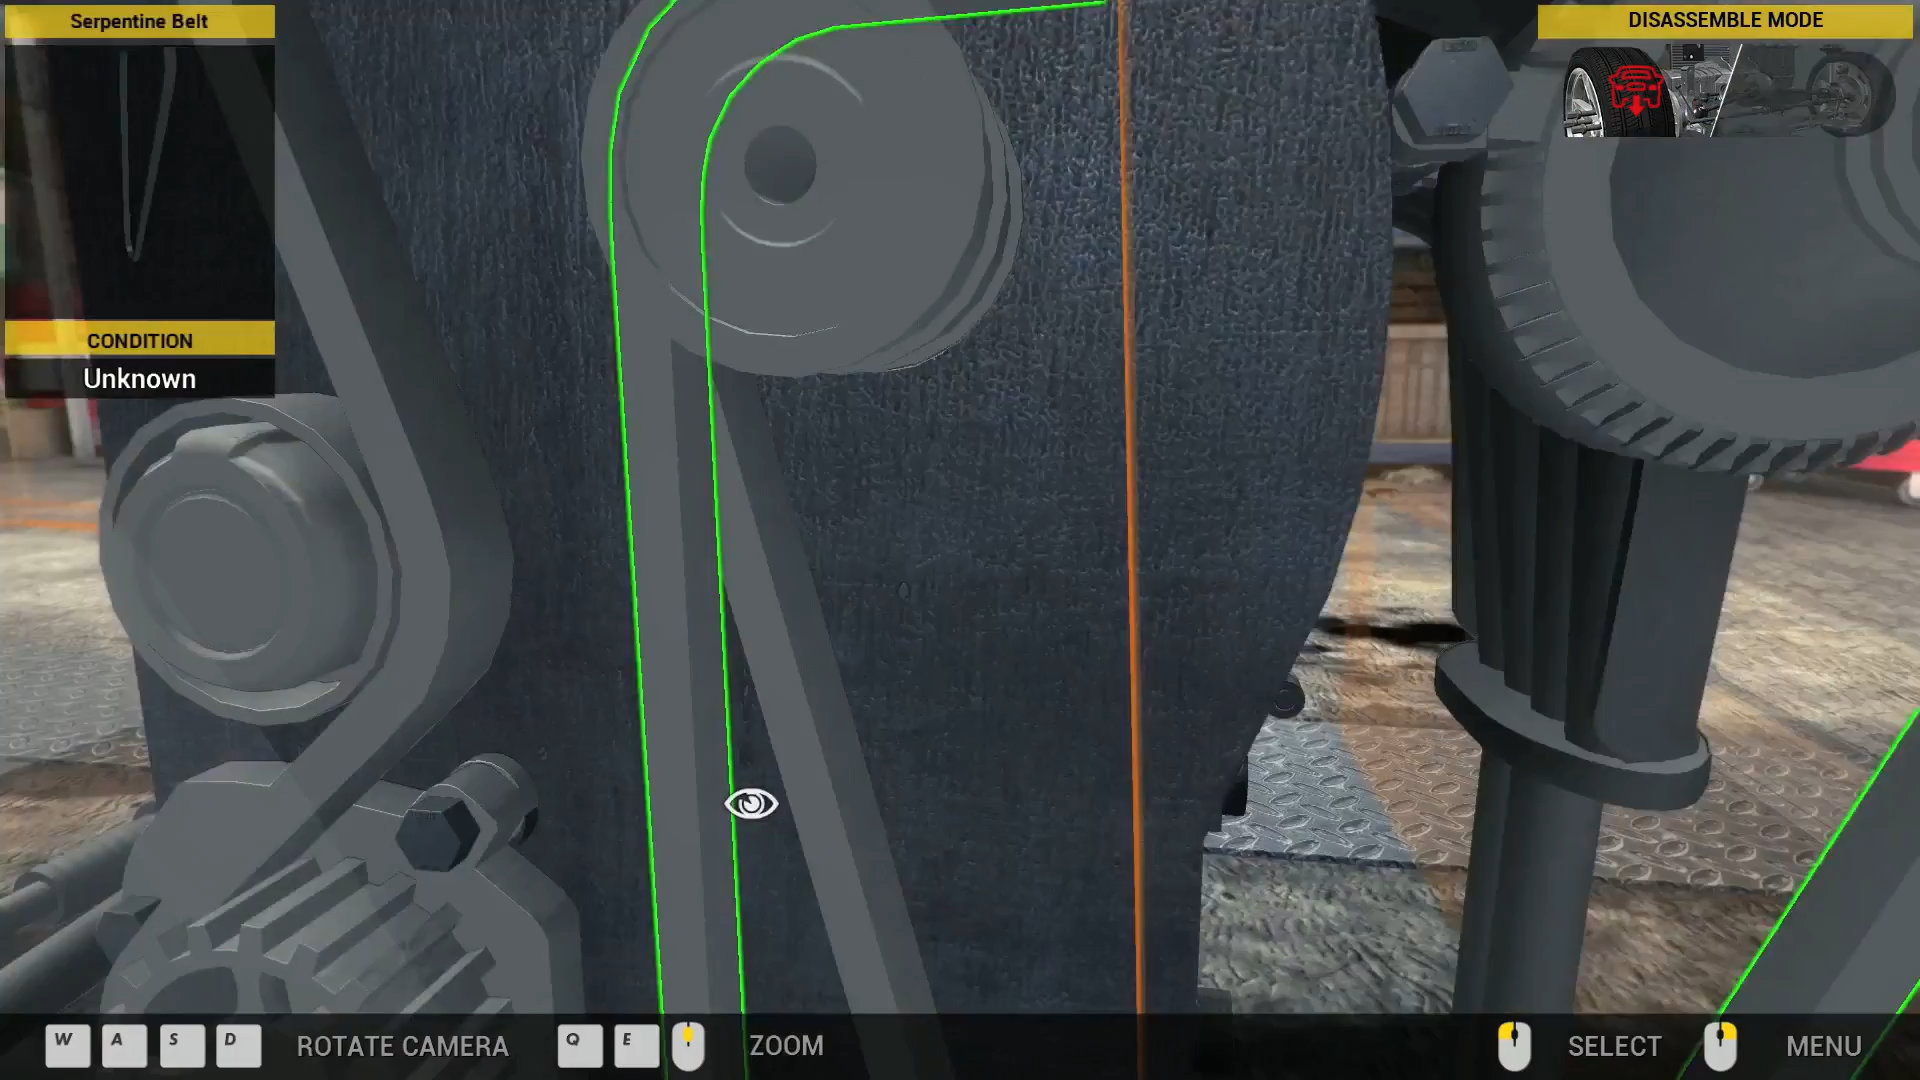 Serpentine Belt
DISASSEMBLE MODE
CONDITION
Unknown
W A S D ROTATE CAMERA Q E ZOOM SELECT MENU